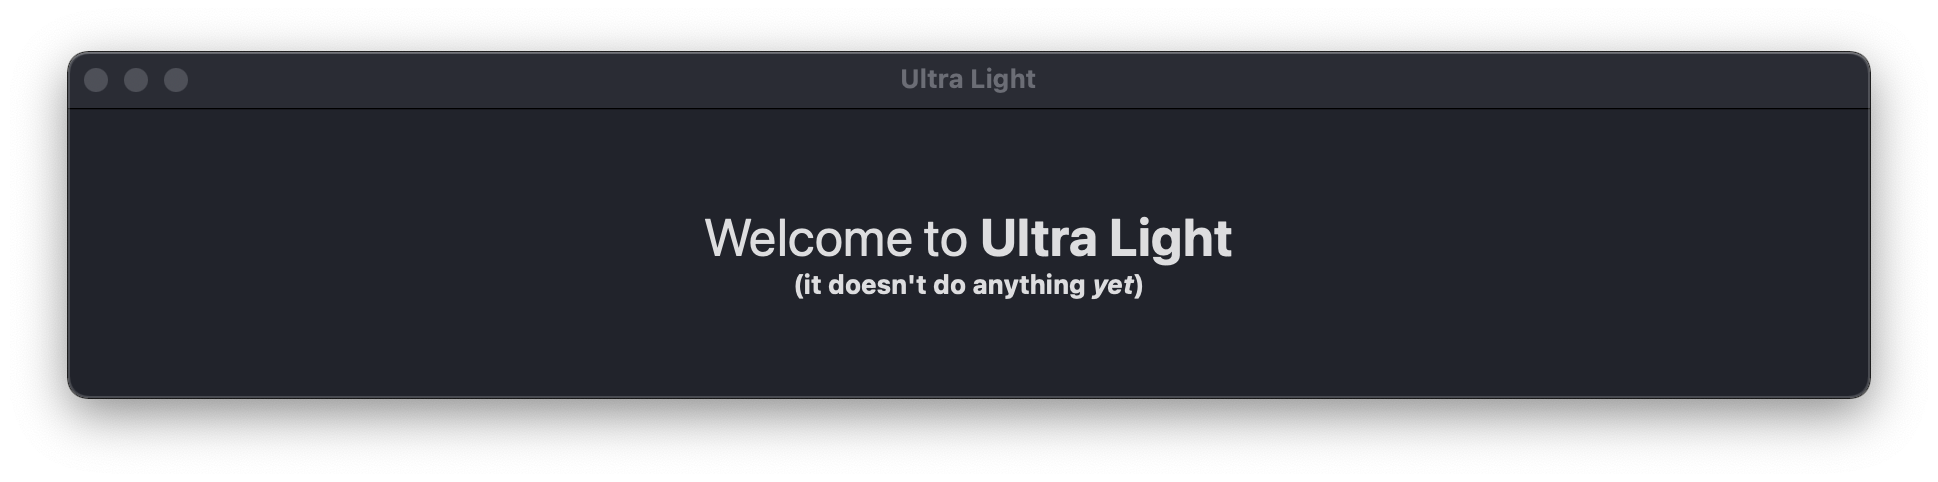 Ultra Light
Welcome to Ultra Light
(it doesn't do anything yet)